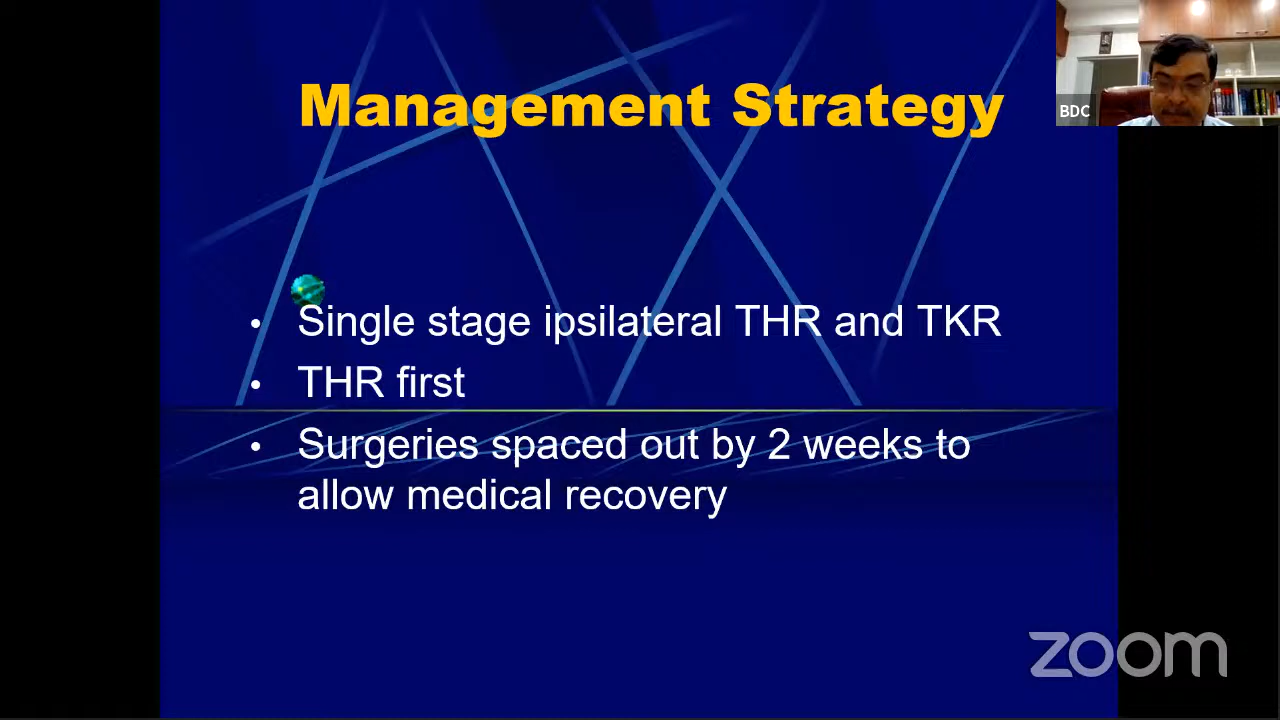 Management Strategy
BDC
• Single stage ipsilateral THR and TKR
• THR first
• Surgeries spaced out by 2 weeks to
allow medical recovery
zoom